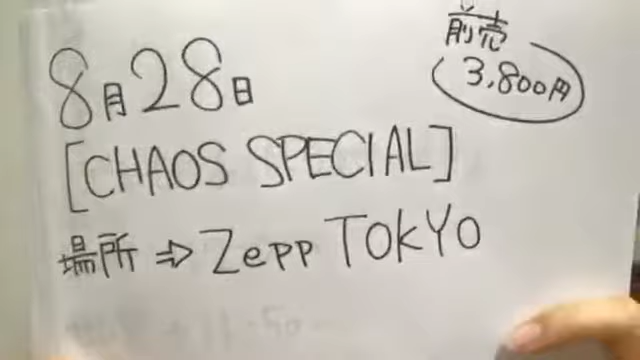 前売
3,800円
8月28日
[CHAOS SPECIAL]
場所⇒Zepp TOKYO